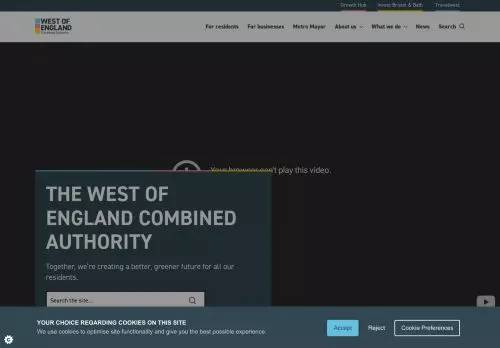 Growth Hub Invest Bristol & Bath Travelwest
WEST OF
ENGLAND
Combined Authority
For residents For businesses Metro Mayor About us What we do News Search
Your browser can't play this video.
THE WEST OF
ENGLAND COMBINED
AUTHORITY
Together, we're creating a better, greener future for all our
residents.
Search the site...
YOUR CHOICE REGARDING COOKIES ON THIS SITE
We use cookies to optimise site functionality and give you the best possible experience.
Accept Reject Cookie Preferences